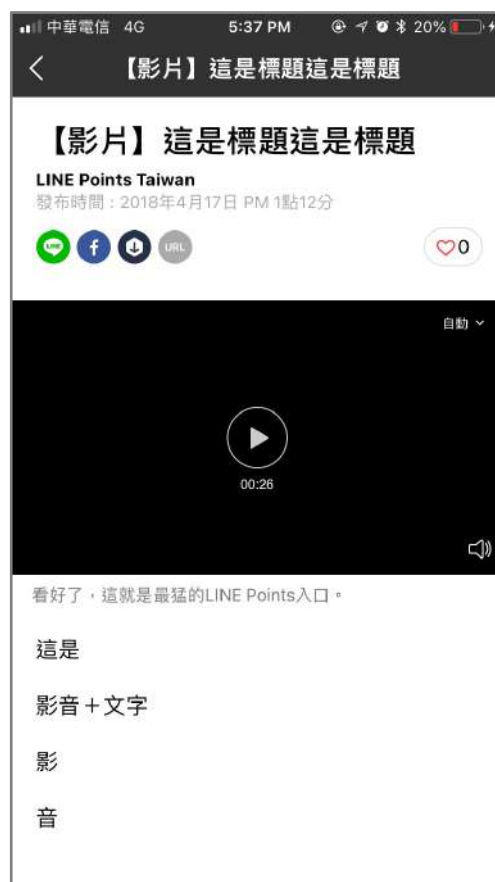 中華電信 4G 5:37 PM 20%
【影片】這是標題這是標題
【影片】這是標題這是標題
LINE Points Taiwan
發布時間：2018年4月17日 PM 1點12分
LINE f URL 0
自動
00:26
看好了，這就是最猛的LINE Points入口。
這是
影音＋文字
影
音